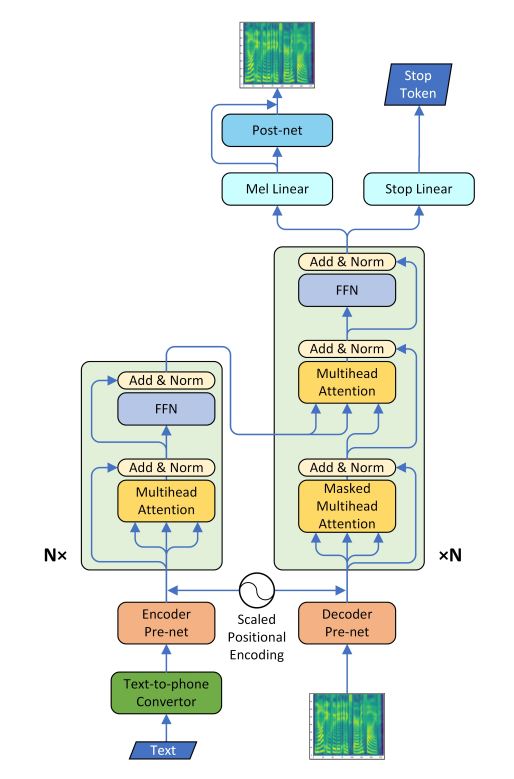 Stop
Token
Post-net
Mel Linear
Stop Linear
Add & Norm
FFN
Add & Norm
Multihead
Attention
Add & Norm
Masked
Multihead
Attention
×N
Add & Norm
FFN
Add & Norm
Multihead
Attention
N×
Scaled
Positional
Encoding
Encoder
Pre-net
Decoder
Pre-net
Text-to-phone
Convertor
Text